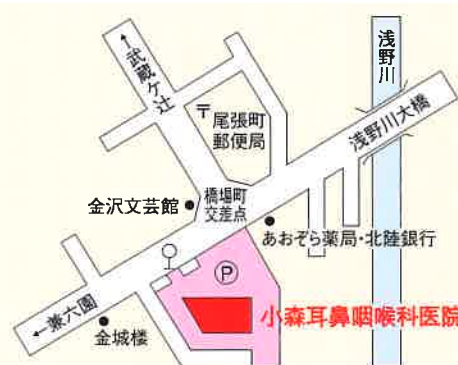 ↑武蔵ケ辻
浅野川
〒尾張町
郵便局
浅野川大橋
金沢文芸館
橋場町
交差点
あおぞら薬局・北陸銀行
P
小森耳鼻咽喉科医院
←兼六園
金城楼